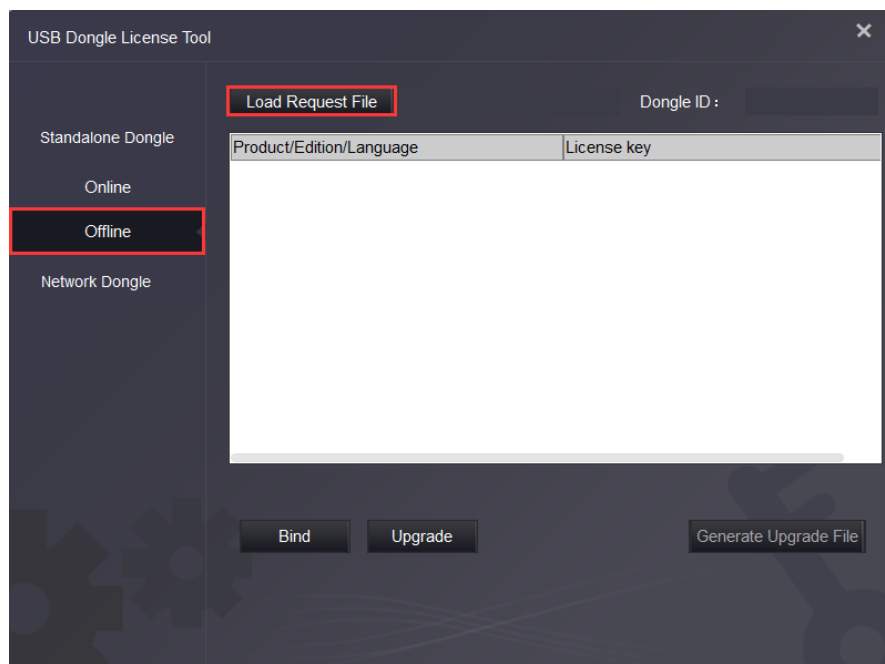 USB Dongle License Tool
Load Request File
Dongle ID：
Standalone Dongle
Product/Edition/Language License key
Online
Offline
Network Dongle
Bind Upgrade Generate Upgrade File